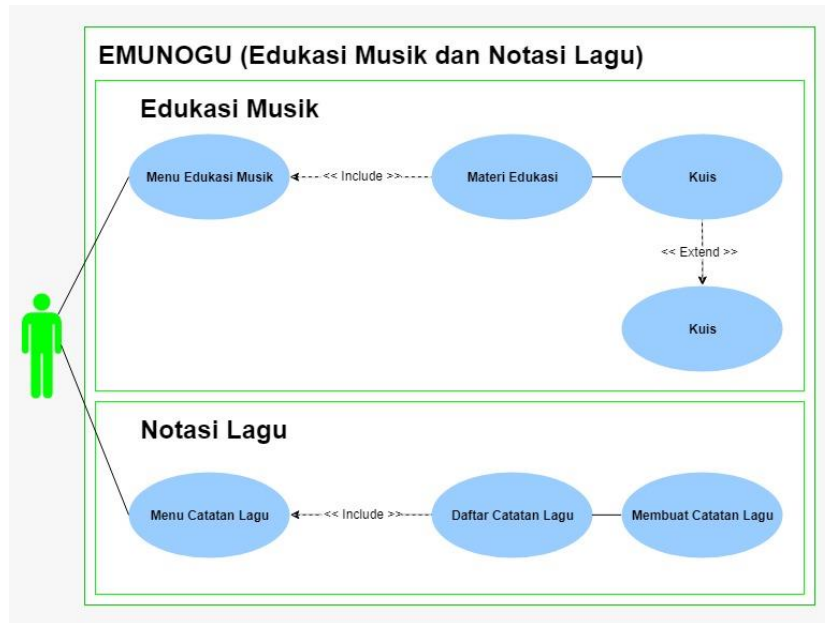 EMUNOGU (Edukasi Musik dan Notasi Lagu)
Edukasi Musik
Menu Edukasi Musik
<< Include >>
Materi Edukasi
Kuis
<< Extend >>
Kuis
Notasi Lagu
Menu Catatan Lagu
<< Include >>
Daftar Catatan Lagu
Membuat Catatan Lagu